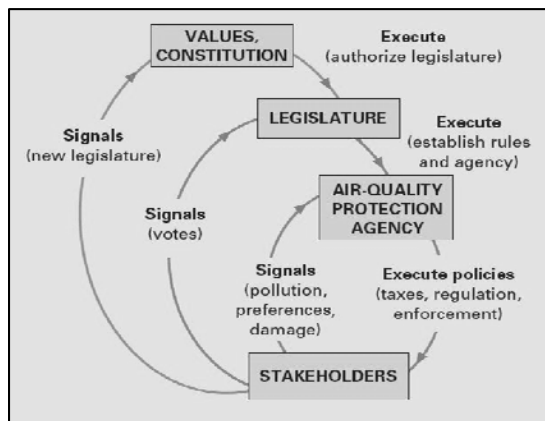 VALUES,
CONSTITUTION
Execute
(authorize legislature)
LEGISLATURE
Execute
(establish rules
and agency)
Signals
(new legislature)
AIR-QUALITY
PROTECTION
AGENCY
Signals
(votes)
Signals
(pollution,
preferences,
damage)
Execute policies
(taxes, regulation,
enforcement)
STAKEHOLDERS